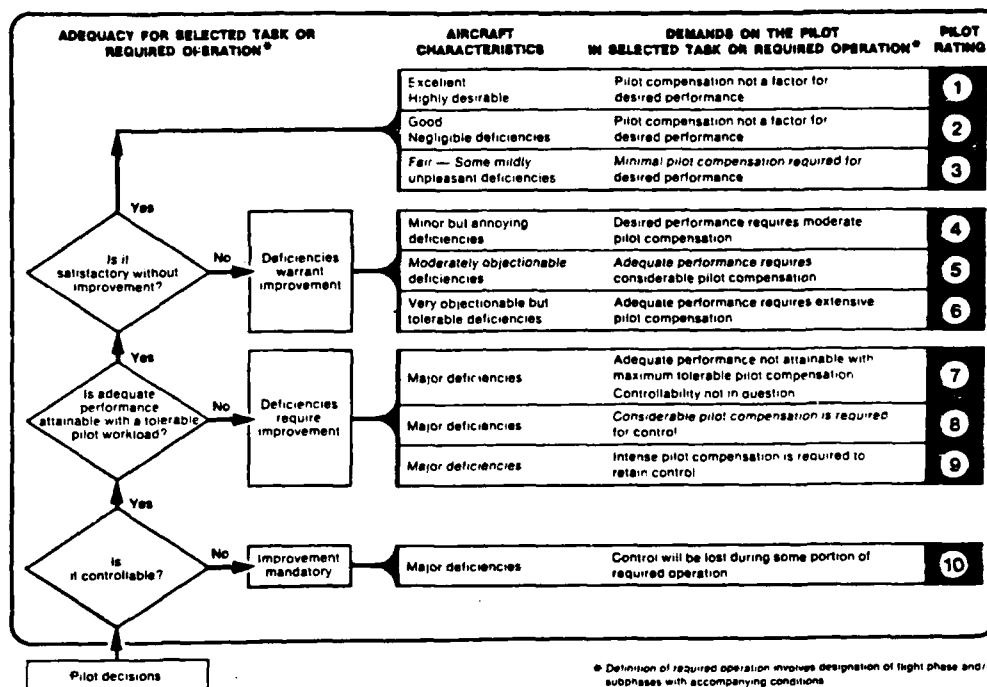 ADEQUACY FOR SELECTED TASK OR
REQUIRED OPERATION*
AIRCRAFT
CHARACTERISTICS
DEMANDS ON THE PILOT
IN SELECTED TASK OR REQUIRED OPERATION*
PILOT
RATING
Excellent
Highly desirable
Pilot compensation not a factor for
desired performance
1
Good
Negligible deficiencies
Pilot compensation not a factor for
desired performance
2
Fair — Some mildly
unpleasant deficiencies
Minimal pilot compensation required for
desired performance
3
Yes
Is it
satisfactory without
improvement?
No
Deficiencies
warrant
improvement
Minor but annoying
deficiencies
Desired performance requires moderate
pilot compensation
4
Moderately objectionable
deficiencies
Adequate performance requires
considerable pilot compensation
5
Very objectionable but
tolerable deficiencies
Adequate performance requires extensive
pilot compensation
6
Yes
Is adequate
performance
attainable with a tolerable
pilot workload?
No
Deficiencies
require
improvement
Major deficiencies
Adequate performance not attainable with
maximum tolerable pilot compensation
Controllability not in question
7
Major deficiencies
Considerable pilot compensation is required
for control
8
Major deficiencies
Intense pilot compensation is required to
retain control
9
Yes
Is
it controllable?
No
Improvement
mandatory
Major deficiencies
Control will be lost during some portion of
required operation
10
Pilot decisions
* Definition of required operation involves designation of flight phase and/
subphases with accompanying conditions